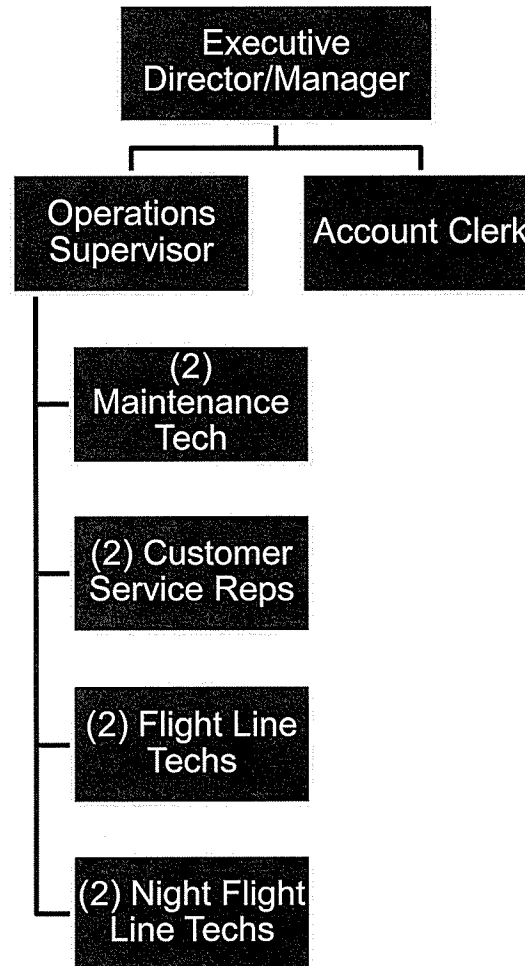 Executive
Director/Manager
Operations
Supervisor
Account Clerk
(2)
Maintenance
Tech
(2) Customer
Service Reps
(2) Flight Line
Techs
(2) Night Flight
Line Techs